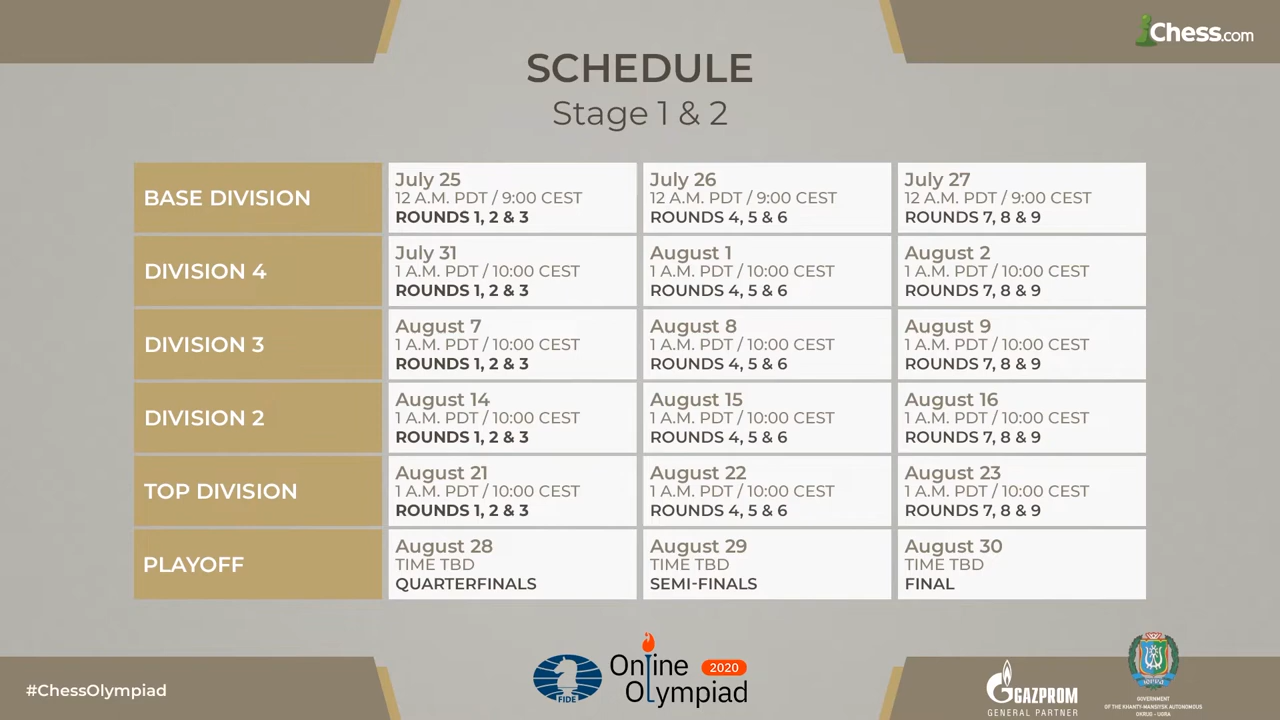 Chess.com
SCHEDULE
Stage 1 & 2
BASE DIVISION
July 25
12 A.M. PDT / 9:00 CEST
ROUNDS 1, 2 & 3
July 26
12 A.M. PDT / 9:00 CEST
ROUNDS 4, 5 & 6
July 27
12 A.M. PDT / 9:00 CEST
ROUNDS 7, 8 & 9
DIVISION 4
July 31
1 A.M. PDT / 10:00 CEST
ROUNDS 1, 2 & 3
August 1
1 A.M. PDT / 10:00 CEST
ROUNDS 4, 5 & 6
August 2
1 A.M. PDT / 10:00 CEST
ROUNDS 7, 8 & 9
DIVISION 3
August 7
1 A.M. PDT / 10:00 CEST
ROUNDS 1, 2 & 3
August 8
1 A.M. PDT / 10:00 CEST
ROUNDS 4, 5 & 6
August 9
1 A.M. PDT / 10:00 CEST
ROUNDS 7, 8 & 9
DIVISION 2
August 14
1 A.M. PDT / 10:00 CEST
ROUNDS 1, 2 & 3
August 15
1 A.M. PDT / 10:00 CEST
ROUNDS 4, 5 & 6
August 16
1 A.M. PDT / 10:00 CEST
ROUNDS 7, 8 & 9
TOP DIVISION
August 21
1 A.M. PDT / 10:00 CEST
ROUNDS 1, 2 & 3
August 22
1 A.M. PDT / 10:00 CEST
ROUNDS 4, 5 & 6
August 23
1 A.M. PDT / 10:00 CEST
ROUNDS 7, 8 & 9
PLAYOFF
August 28
TIME TBD
QUARTERFINALS
August 29
TIME TBD
SEMI-FINALS
August 30
TIME TBD
FINAL
#ChessOlympiad
FIDE
Online 2020
Olympiad
GAZPROM
GENERAL PARTNER
GOVERNMENT
OF THE KHANTY-MANSIYSK AUTONOMOUS
OKRUG - UGRA